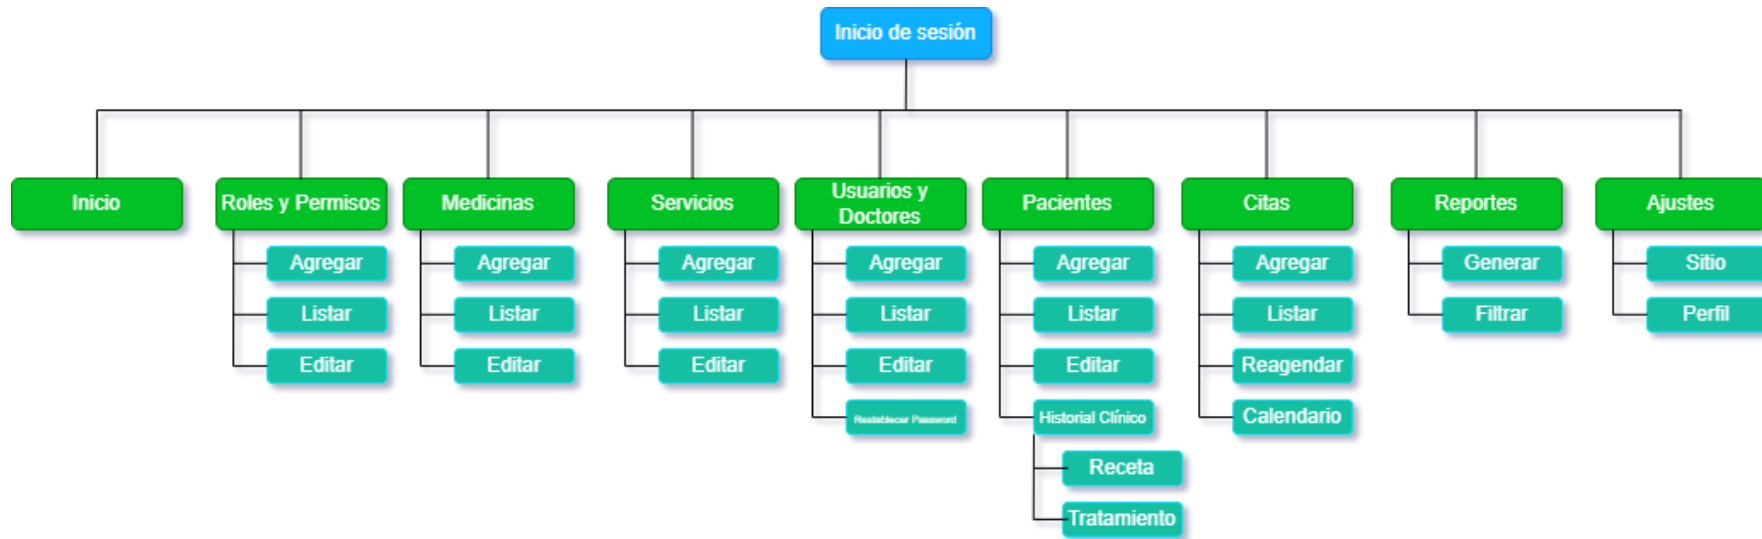 Inicio de sesión
Inicio
Roles y Permisos
Agregar
Listar
Editar
Medicinas
Agregar
Listar
Editar
Servicios
Agregar
Listar
Editar
Usuarios y
Doctores
Agregar
Listar
Editar
Restablecer Password
Pacientes
Agregar
Listar
Editar
Historial Clínico
Receta
Tratamiento
Citas
Agregar
Listar
Reagendar
Calendario
Reportes
Generar
Filtrar
Ajustes
Sitio
Perfil